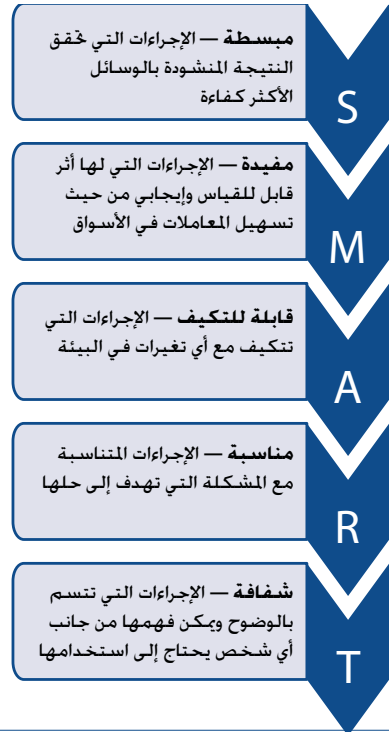 مبسطة — الإجراءات التي تحقق
النتيجة المنشودة بالوسائل
الأكثر كفاءة
S
مفيدة — الإجراءات التي لها أثر
قابل للقياس وإيجابي من حيث
تسهيل المعاملات في الأسواق
M
قابلة للتكيف — الإجراءات التي
تتكيف مع أي تغيرات في البيئة
A
مناسبة — الإجراءات المتناسبة
مع المشكلة التي تهدف إلى حلها
R
شفافة — الإجراءات التي تتسم
بالوضوح ويمكن فهمها من جانب
أي شخص يحتاج إلى استخدامها
T